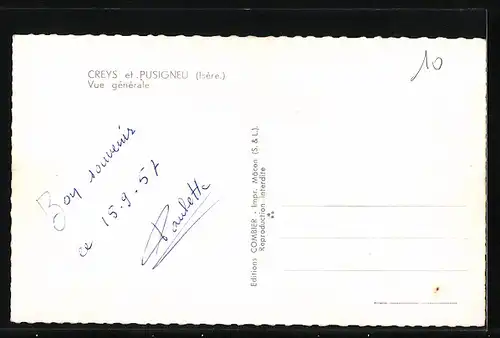 CREYS et PUSIGNEU (Isère.)
Vue générale
10
Bon souvenir
ce 15.9.57
Paulette
Editions COMBIER - Impr. Mâcon (S. & L.)
Reproduction interdite